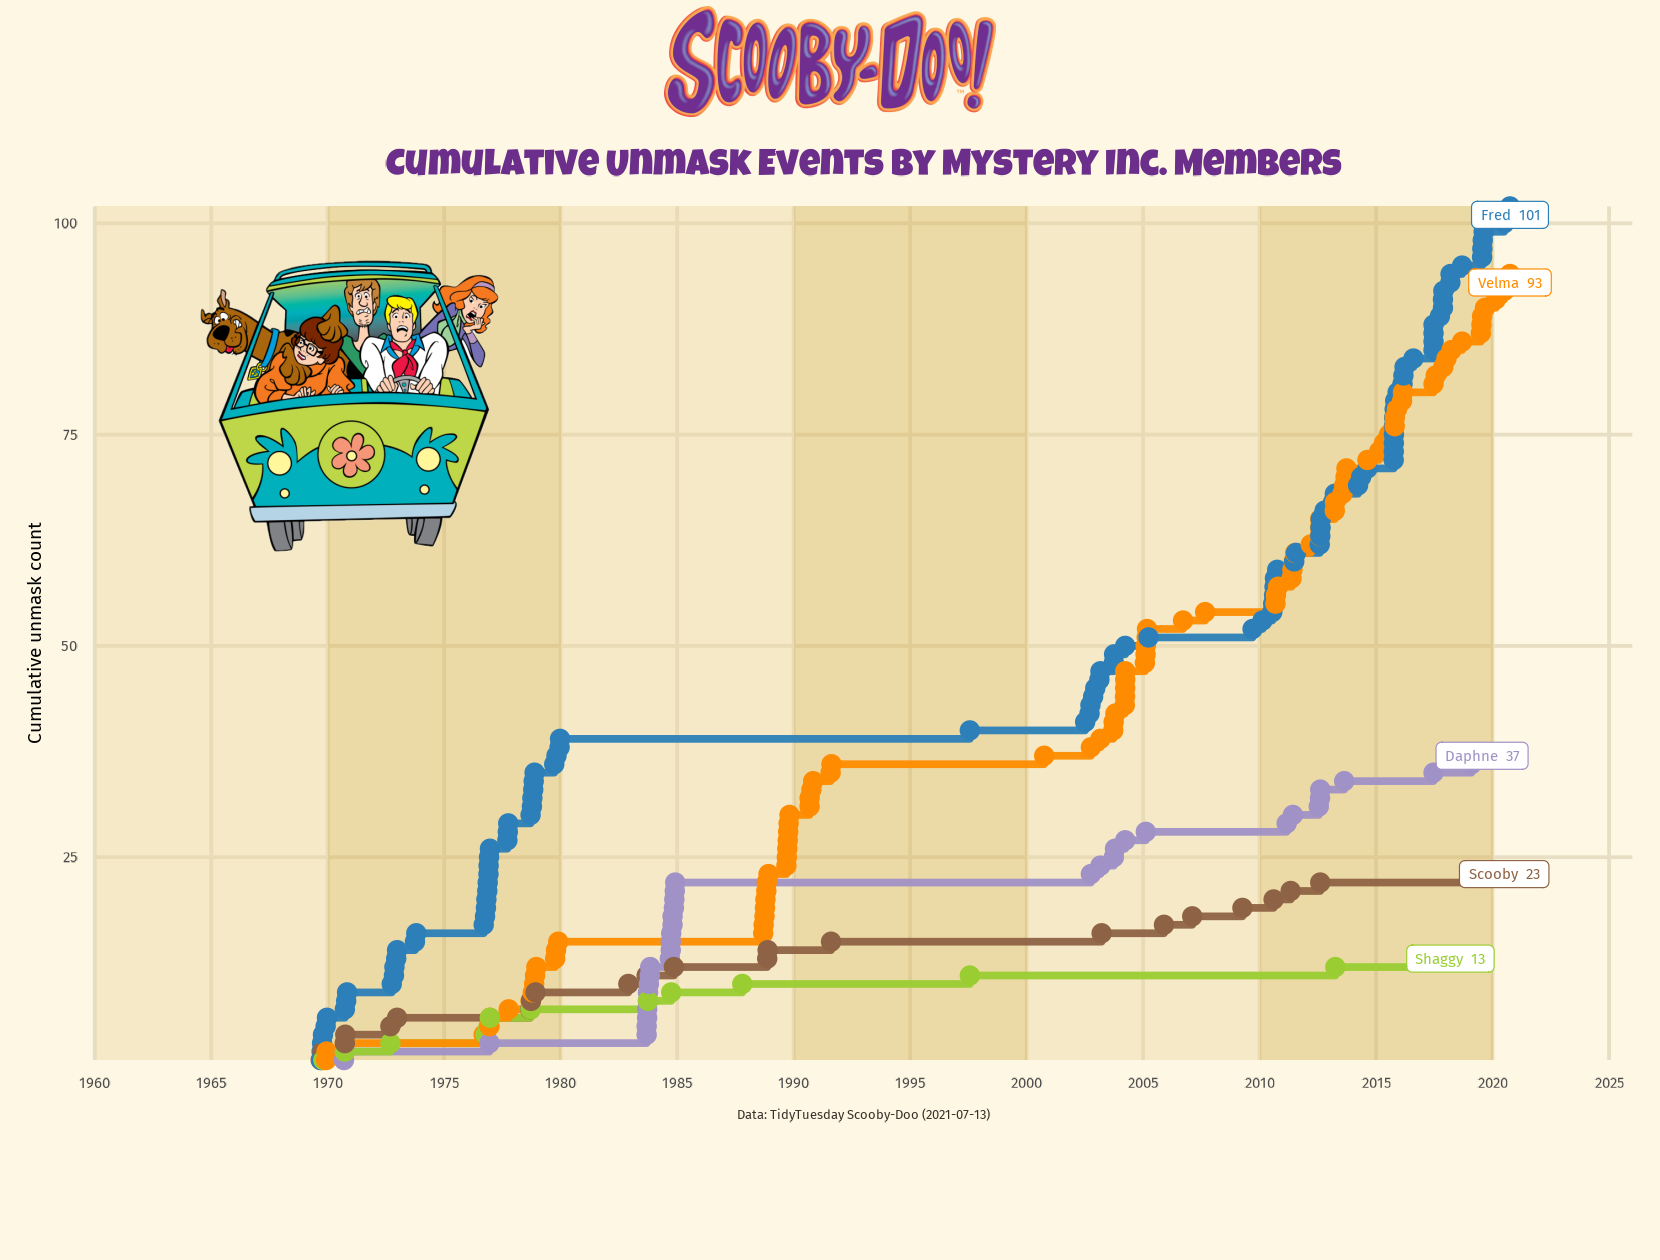 SCOOBY-DOO!
TM
Cumulative Unmask Events by Mystery Inc. Members
Cumulative unmask count
100
75
50
25
Fred 101
Velma 93
Daphne 37
Scooby 23
Shaggy 13
1960 1965 1970 1975 1980 1985 1990 1995 2000 2005 2010 2015 2020 2025
Data: TidyTuesday Scooby-Doo (2021-07-13)